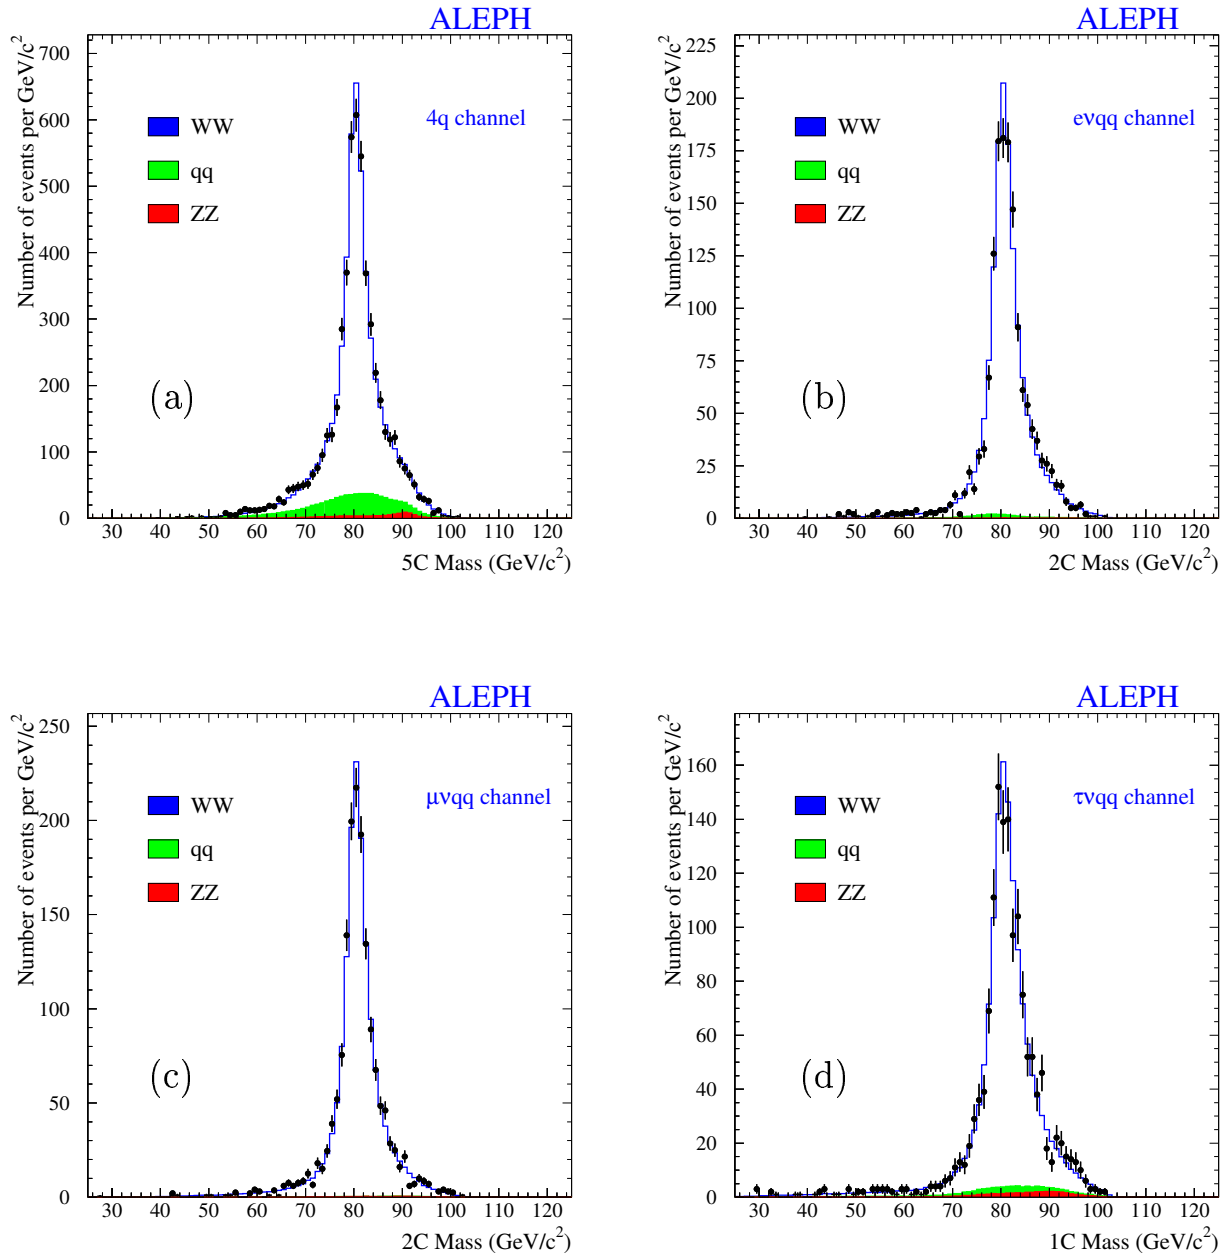 ALEPH
Number of events per GeV/c2
700
600
500
400
300
200
100
0
WW
qq
ZZ
4q channel
(a)
30 40 50 60 70 80 90 100 110 120
5C Mass (GeV/c2)
ALEPH
Number of events per GeV/c2
225
200
175
150
125
100
75
50
25
0
WW
qq
ZZ
eνqq channel
(b)
30 40 50 60 70 80 90 100 110 120
2C Mass (GeV/c2)
ALEPH
Number of events per GeV/c2
250
200
150
100
50
0
WW
qq
ZZ
μνqq channel
(c)
30 40 50 60 70 80 90 100 110 120
2C Mass (GeV/c2)
ALEPH
Number of events per GeV/c2
160
140
120
100
80
60
40
20
0
WW
qq
ZZ
τνqq channel
(d)
30 40 50 60 70 80 90 100 110 120
1C Mass (GeV/c2)